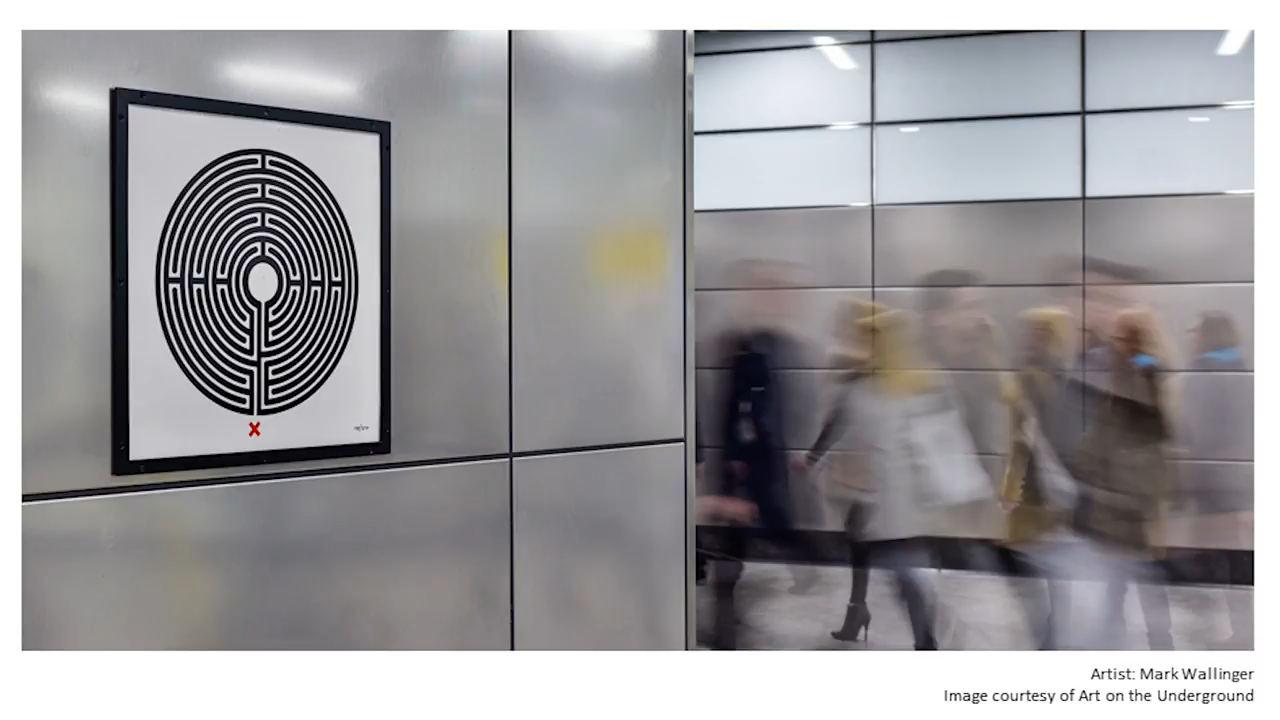 X
Artist: Mark Wallinger
Image courtesy of Art on the Underground